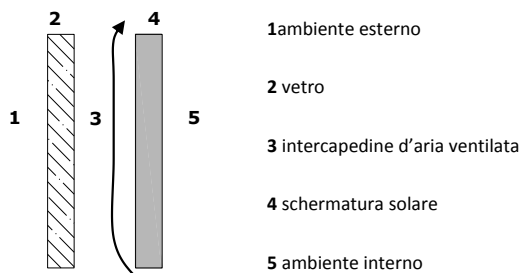 2 4
1 3 5
1ambiente esterno
2 vetro
3 intercapedine d’aria ventilata
4 schermatura solare
5 ambiente interno